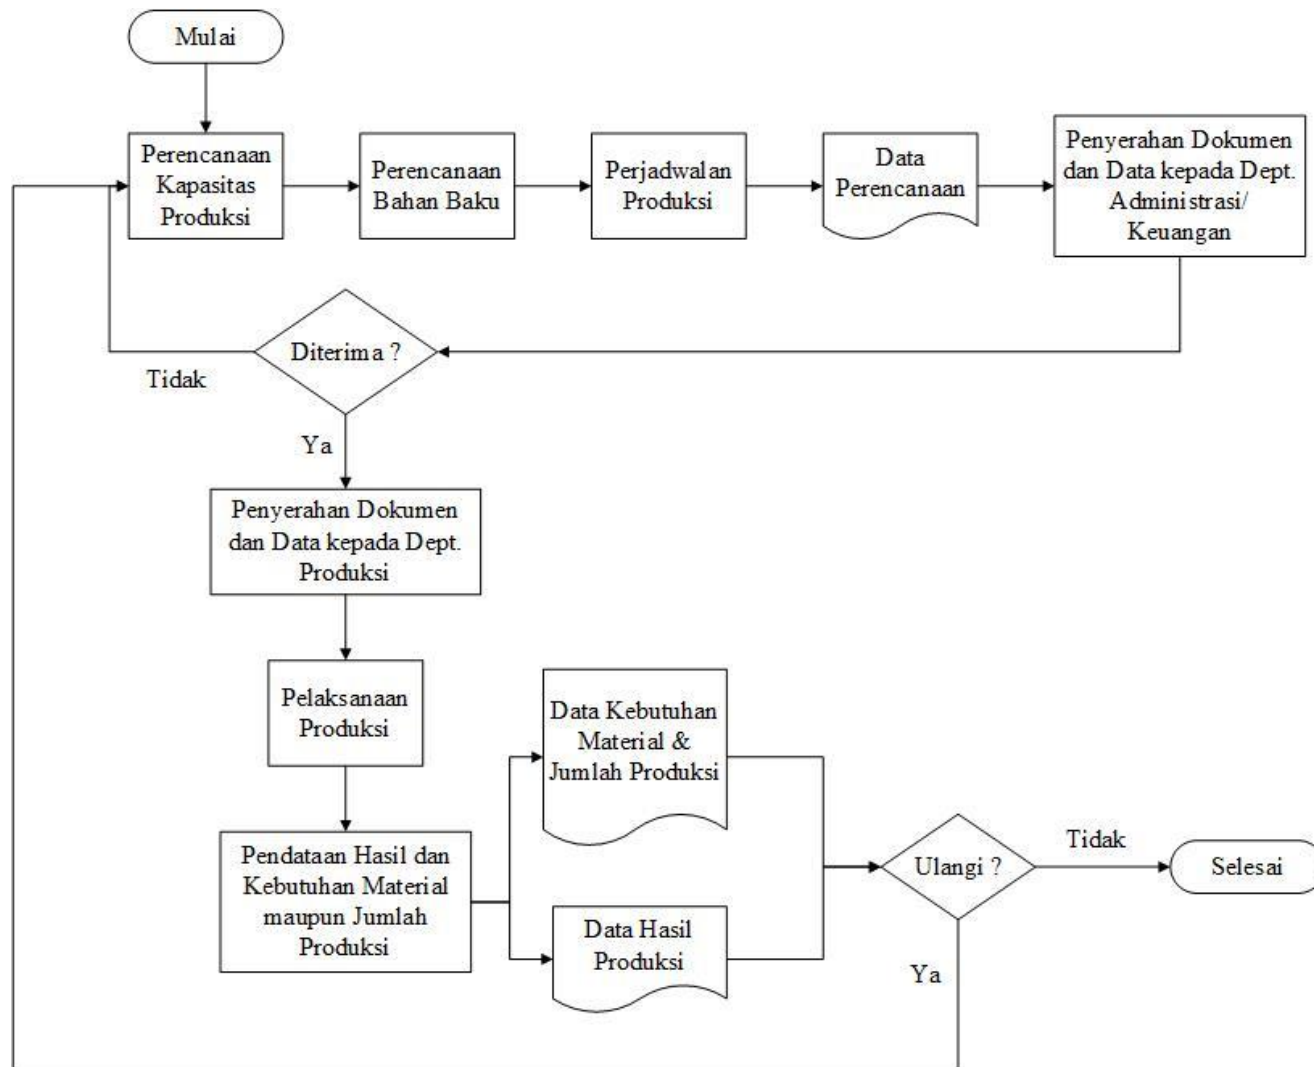 Mulai
Perencanaan
Kapasitas
Produksi
Perencanaan
Bahan Baku
Perjadwalan
Produksi
Data
Perencanaan
Penyerahan Dokumen
dan Data kepada Dept.
Administrasi/
Keuangan
Diterima ?
Tidak
Ya
Penyerahan Dokumen
dan Data kepada Dept.
Produksi
Pelaksanaan
Produksi
Pendataan Hasil dan
Kebutuhan Material
maupun Jumlah
Produksi
Data Kebutuhan
Material &
Jumlah Produksi
Data Hasil
Produksi
Ulangi ?
Tidak
Selesai
Ya